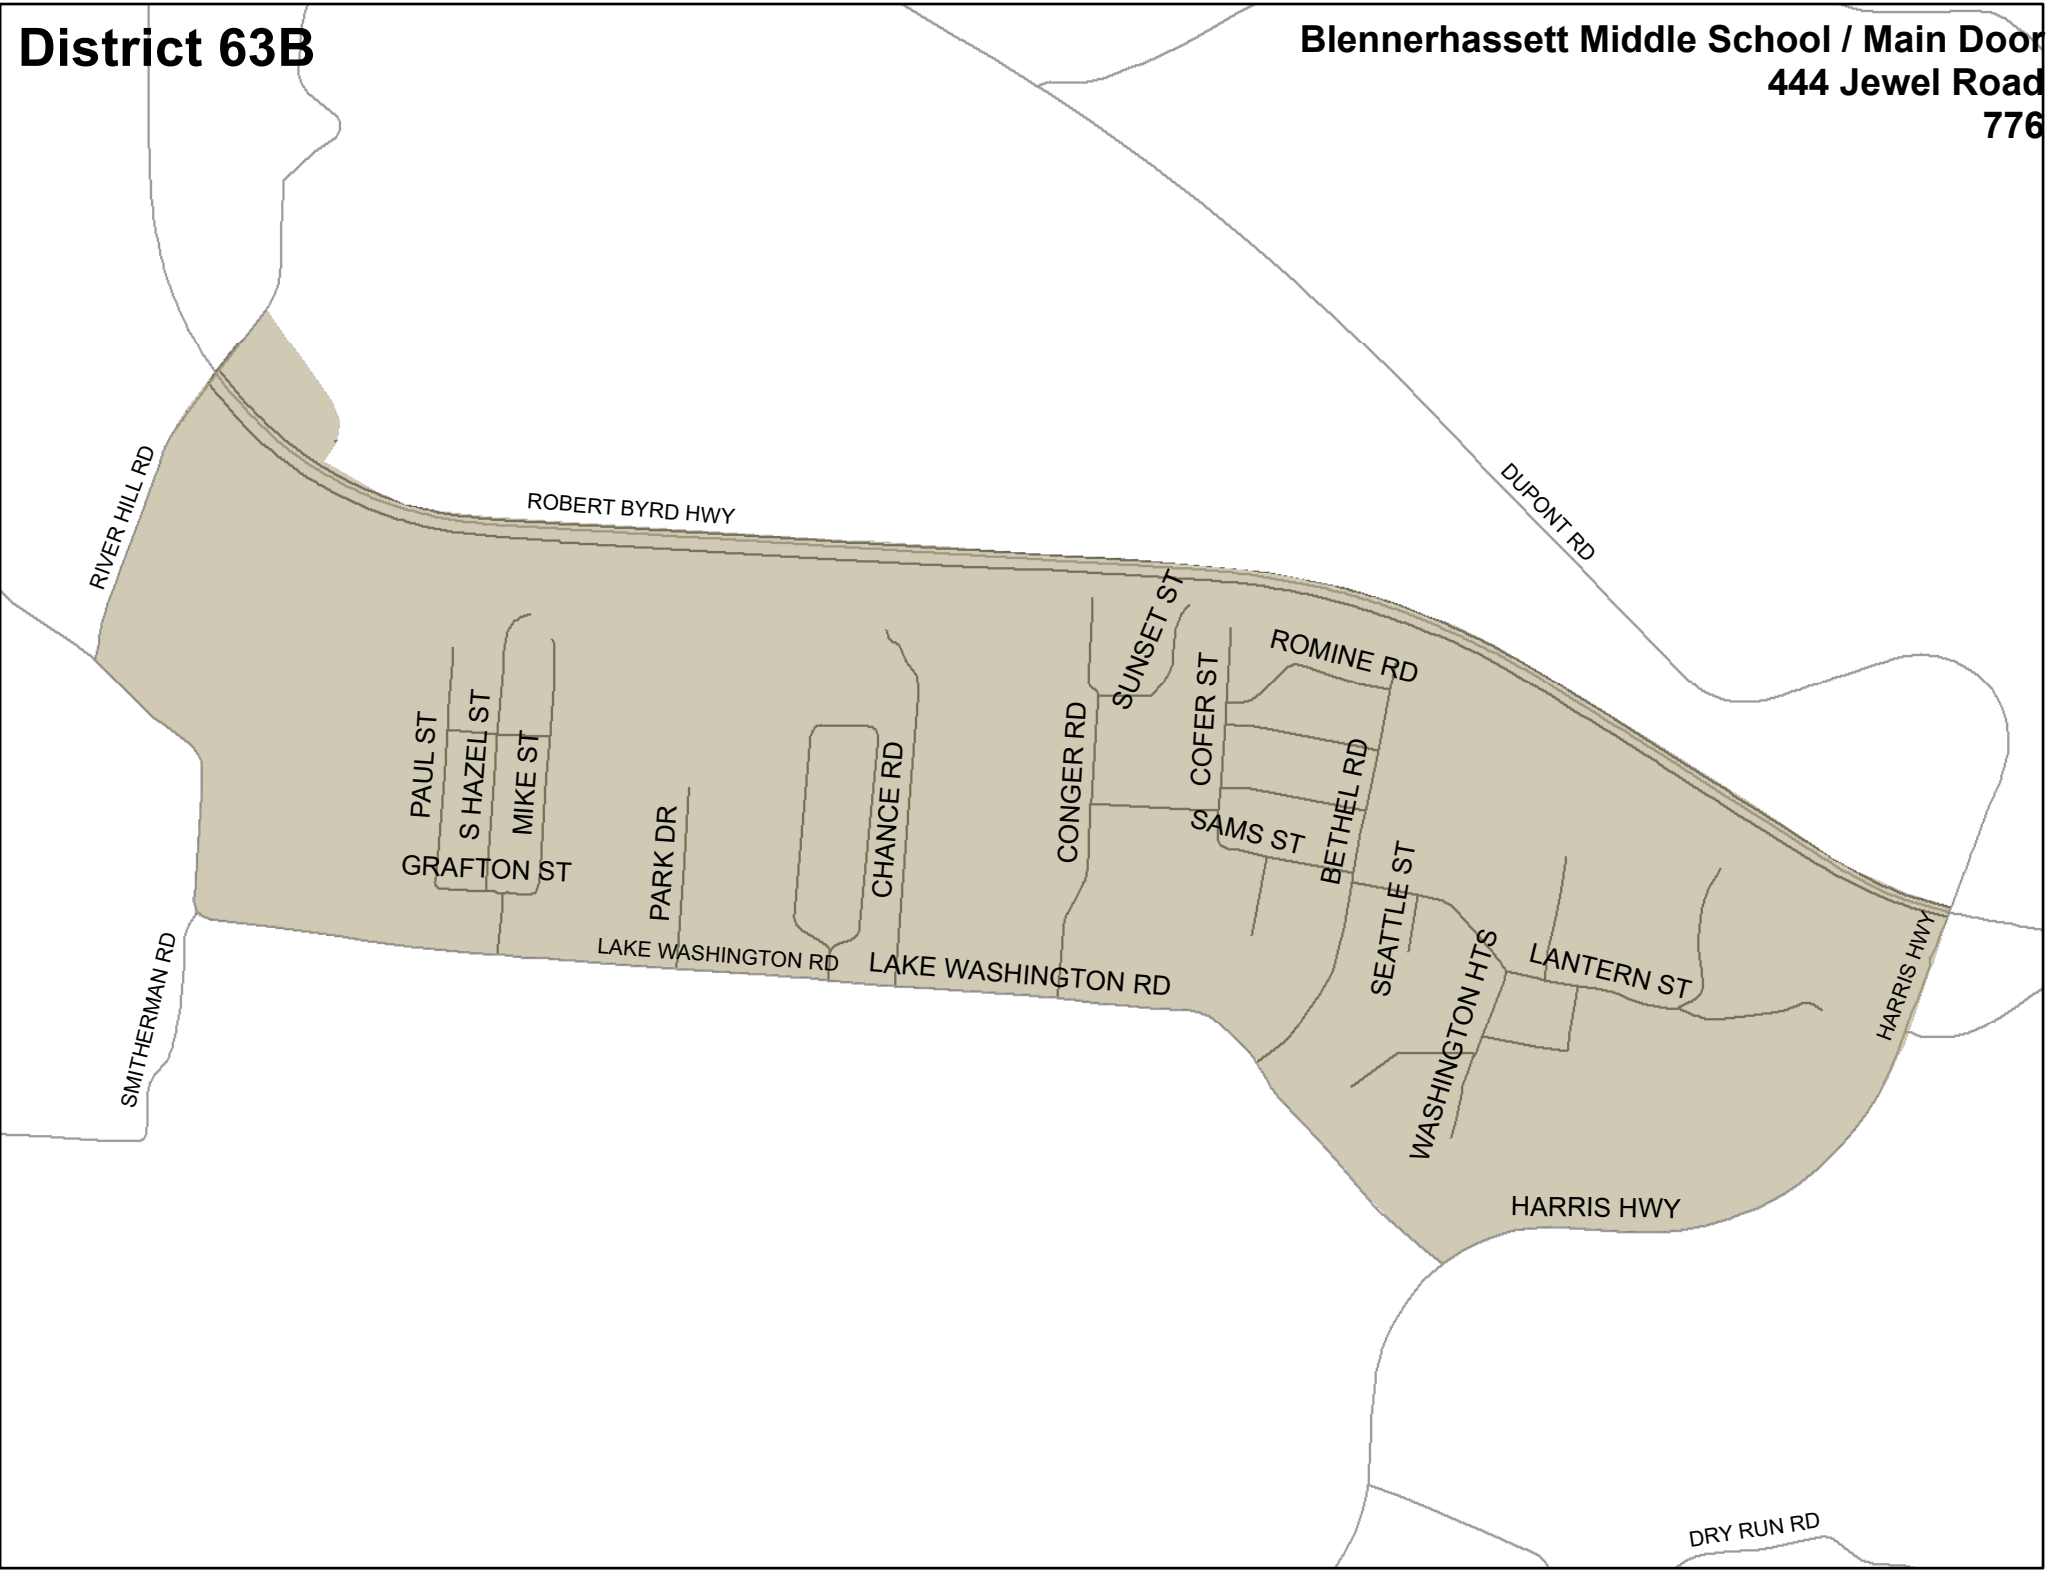 District 63B
Blennerhassett Middle School / Main Door
444 Jewel Road
776
RIVER HILL RD
ROBERT BYRD HWY
DUPONT RD
SUNSET ST
ROMINE RD
COFER ST
PAUL ST
S HAZEL ST
MIKE ST
CONGER RD
CHANCE RD
BETHEL RD
PARK DR
SAMS ST
GRAFTON ST
SEATTLE ST
LAKE WASHINGTON RD
LAKE WASHINGTON RD
LANTERN ST
HARRIS HWY
WASHINGTON HTS
SMITHERMAN RD
HARRIS HWY
DRY RUN RD